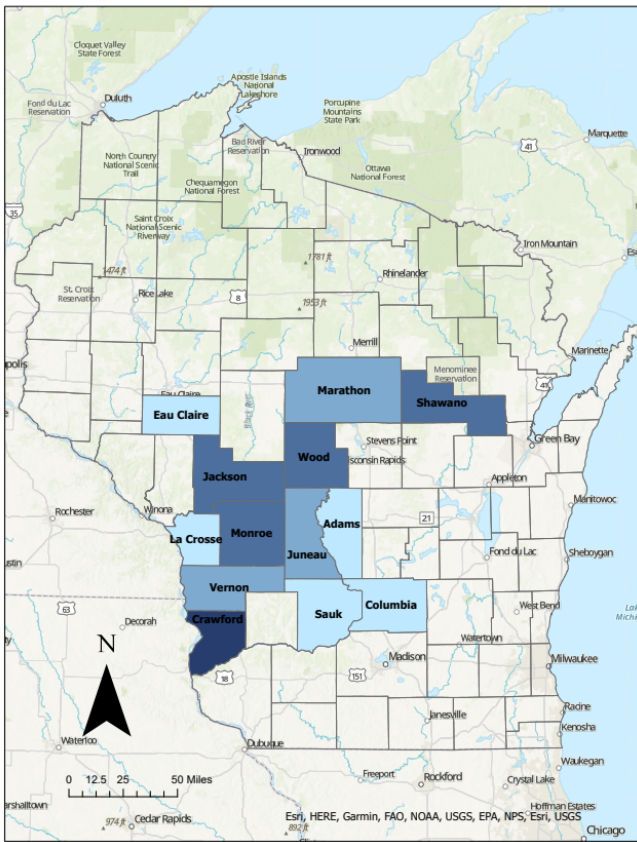 Cloquet Valley
State Forest
Apostle Islands
National
Lakeshore
Fond du Lac
Reservation
Duluth
Porcupine
Mountains
State Park
Marquette
41
North Country
National Scenic
Trail
Bad River
Reservation
Ironwood
Ottawa
National Forest
Chequamegon
National Forest
35
Saint Croix
National Scenic
Riverway
Iron Mountain
1474 ft
1781 ft
Rhinelander
St. Croix
Reservation
Rice Lake
8
1953 ft
Merrill
Marinette
Menominee
Reservation
41
Marathon
Shawano
Eau Claire
Eau Claire
Green Bay
Stevens Point
Wood
Wisconsin Rapids
Jackson
Appleton
Winona
Rochester
Manitowoc
La Crosse
Monroe
Adams
21
Juneau
Fond du Lac
Sheboygan
Vernon
63
Crawford
Sauk
Columbia
West Bend
Decorah
Watertown
Madison
Milwaukee
N
18
151
Janesville
Racine
Kenosha
Waterloo
Dubuque
Waukegan
0 12.5 25 50 Miles
Freeport
Rockford
Crystal Lake
Hoffman Estates
Esri, HERE, Garmin, FAO, NOAA, USGS, EPA, NPS, Esri, USGS
974 ft
Cedar Rapids
892 ft
Chicago